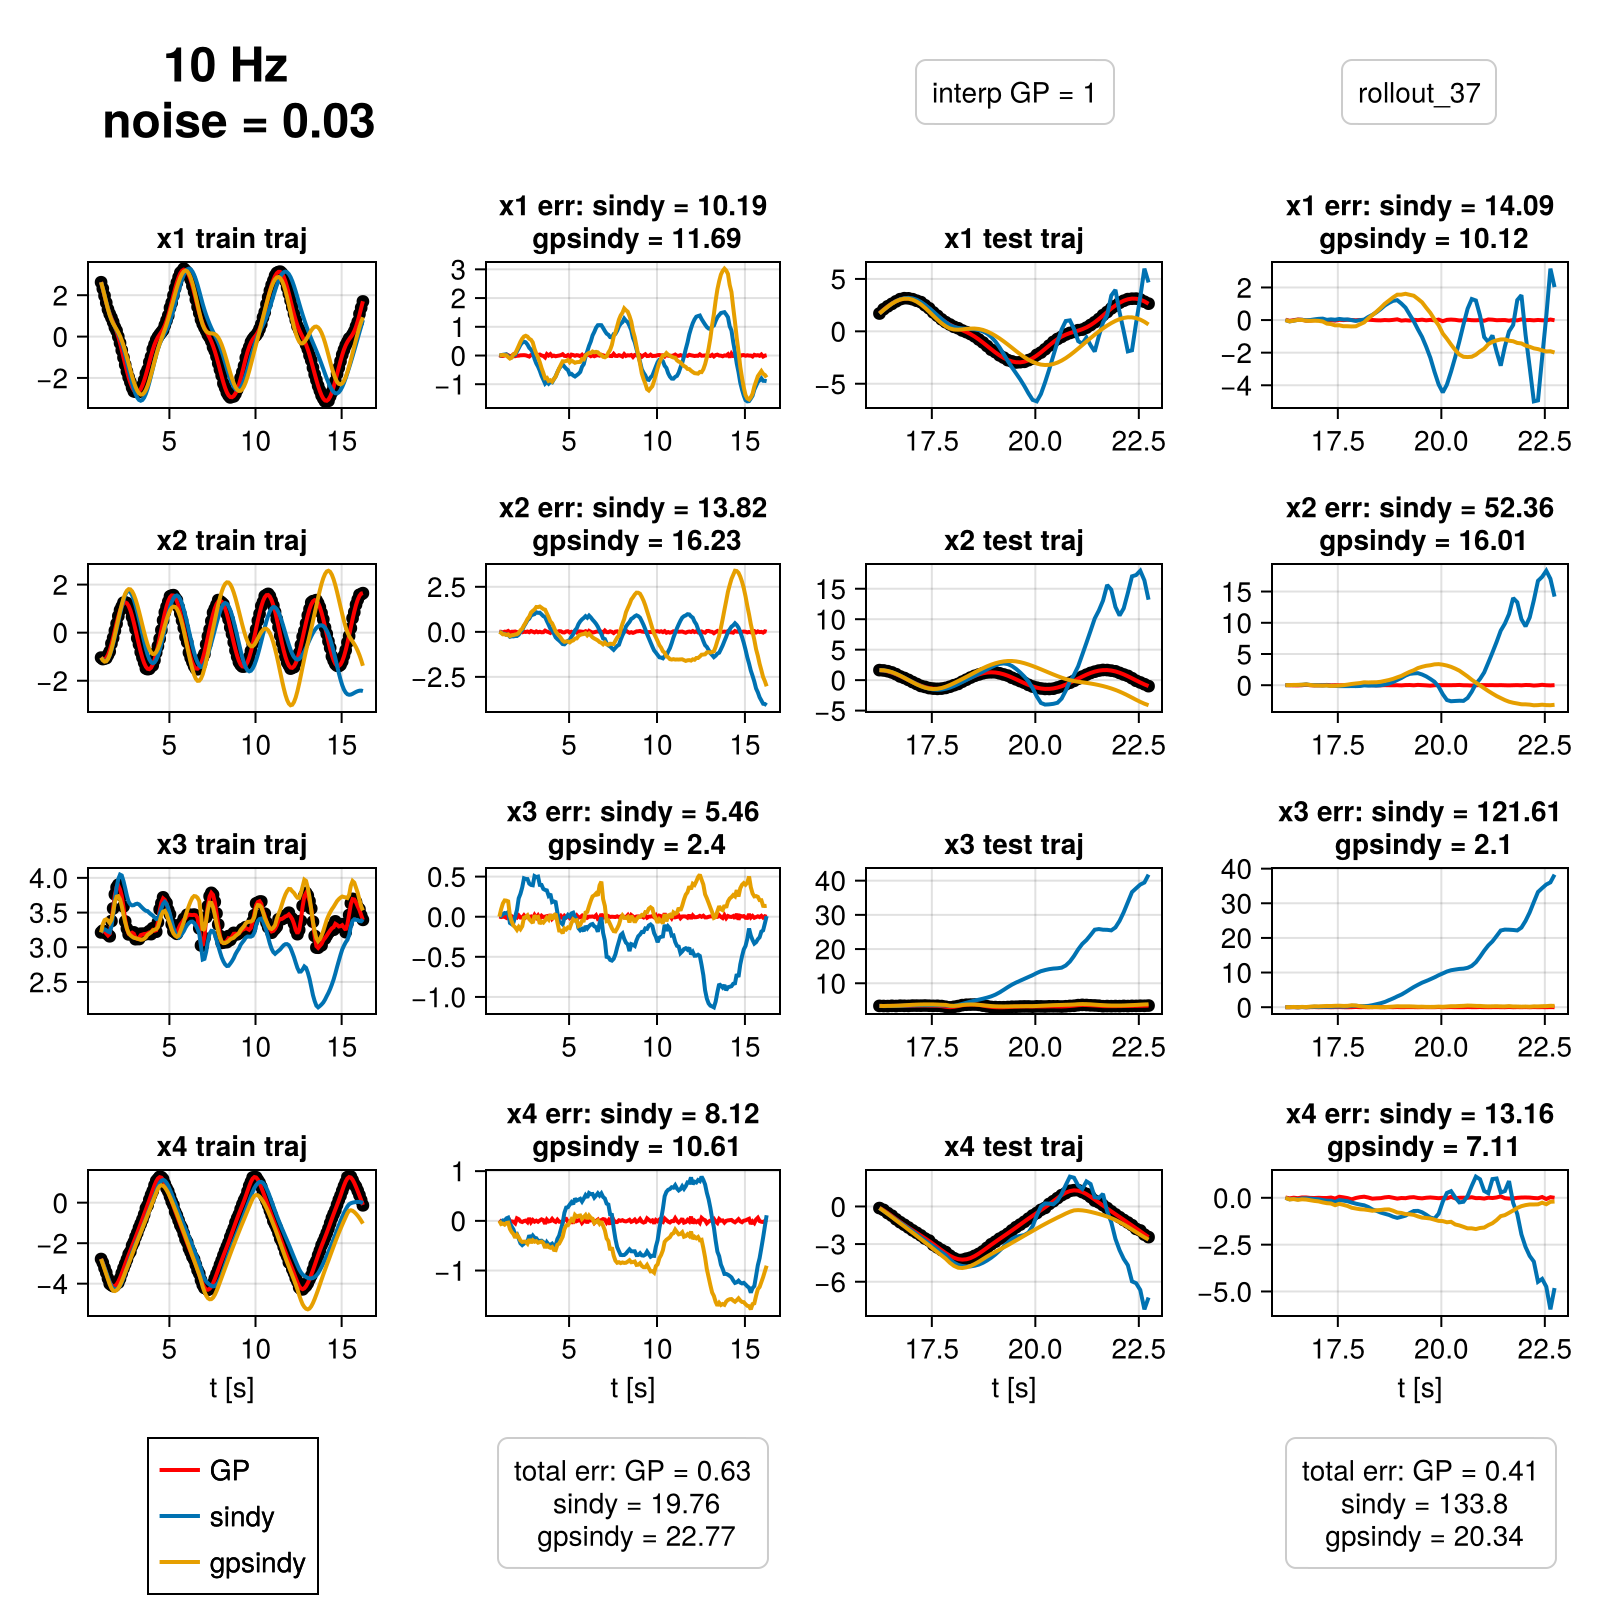 10 Hz
noise = 0.03
interp GP = 1
rollout_37
x1 train traj
2
0
−2
5
10
15
x1 err: sindy = 10.19
gpsindy = 11.69
3
2
1
0
−1
5
10
15
x1 test traj
5
0
−5
17.5
20.0
22.5
x1 err: sindy = 14.09
gpsindy = 10.12
2
0
−2
−4
17.5
20.0
22.5
x2 train traj
2
0
−2
5
10
15
x2 err: sindy = 13.82
gpsindy = 16.23
2.5
0.0
−2.5
5
10
15
x2 test traj
15
10
5
0
−5
17.5
20.0
22.5
x2 err: sindy = 52.36
gpsindy = 16.01
15
10
5
0
17.5
20.0
22.5
x3 train traj
4.0
3.5
3.0
2.5
5
10
15
x3 err: sindy = 5.46
gpsindy = 2.4
0.5
0.0
−0.5
−1.0
5
10
15
x3 test traj
40
30
20
10
17.5
20.0
22.5
x3 err: sindy = 121.61
gpsindy = 2.1
40
30
20
10
0
17.5
20.0
22.5
x4 train traj
0
−2
−4
5
10
15
t [s]
x4 err: sindy = 8.12
gpsindy = 10.61
1
0
−1
5
10
15
t [s]
x4 test traj
0
−3
−6
17.5
20.0
22.5
t [s]
x4 err: sindy = 13.16
gpsindy = 7.11
0.0
−2.5
−5.0
17.5
20.0
22.5
t [s]
GP
sindy
gpsindy
total err: GP = 0.63
sindy = 19.76
gpsindy = 22.77
total err: GP = 0.41
sindy = 133.8
gpsindy = 20.34